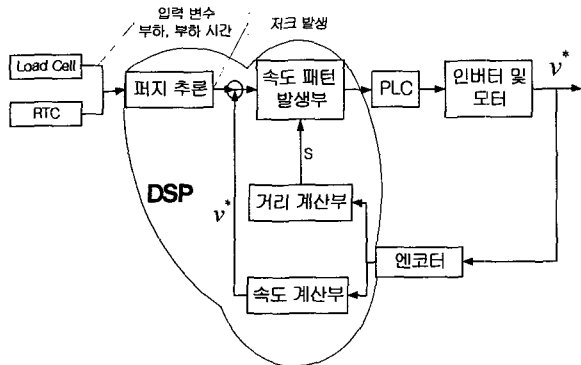 입력 변수
부하, 부하 시간
저크 발생
Load Cell
RTC
퍼지 추론
속도 패턴
발생부
PLC
인버터 및
모터
v*
S
DSP
v*
거리 계산부
엔코터
속도 계산부